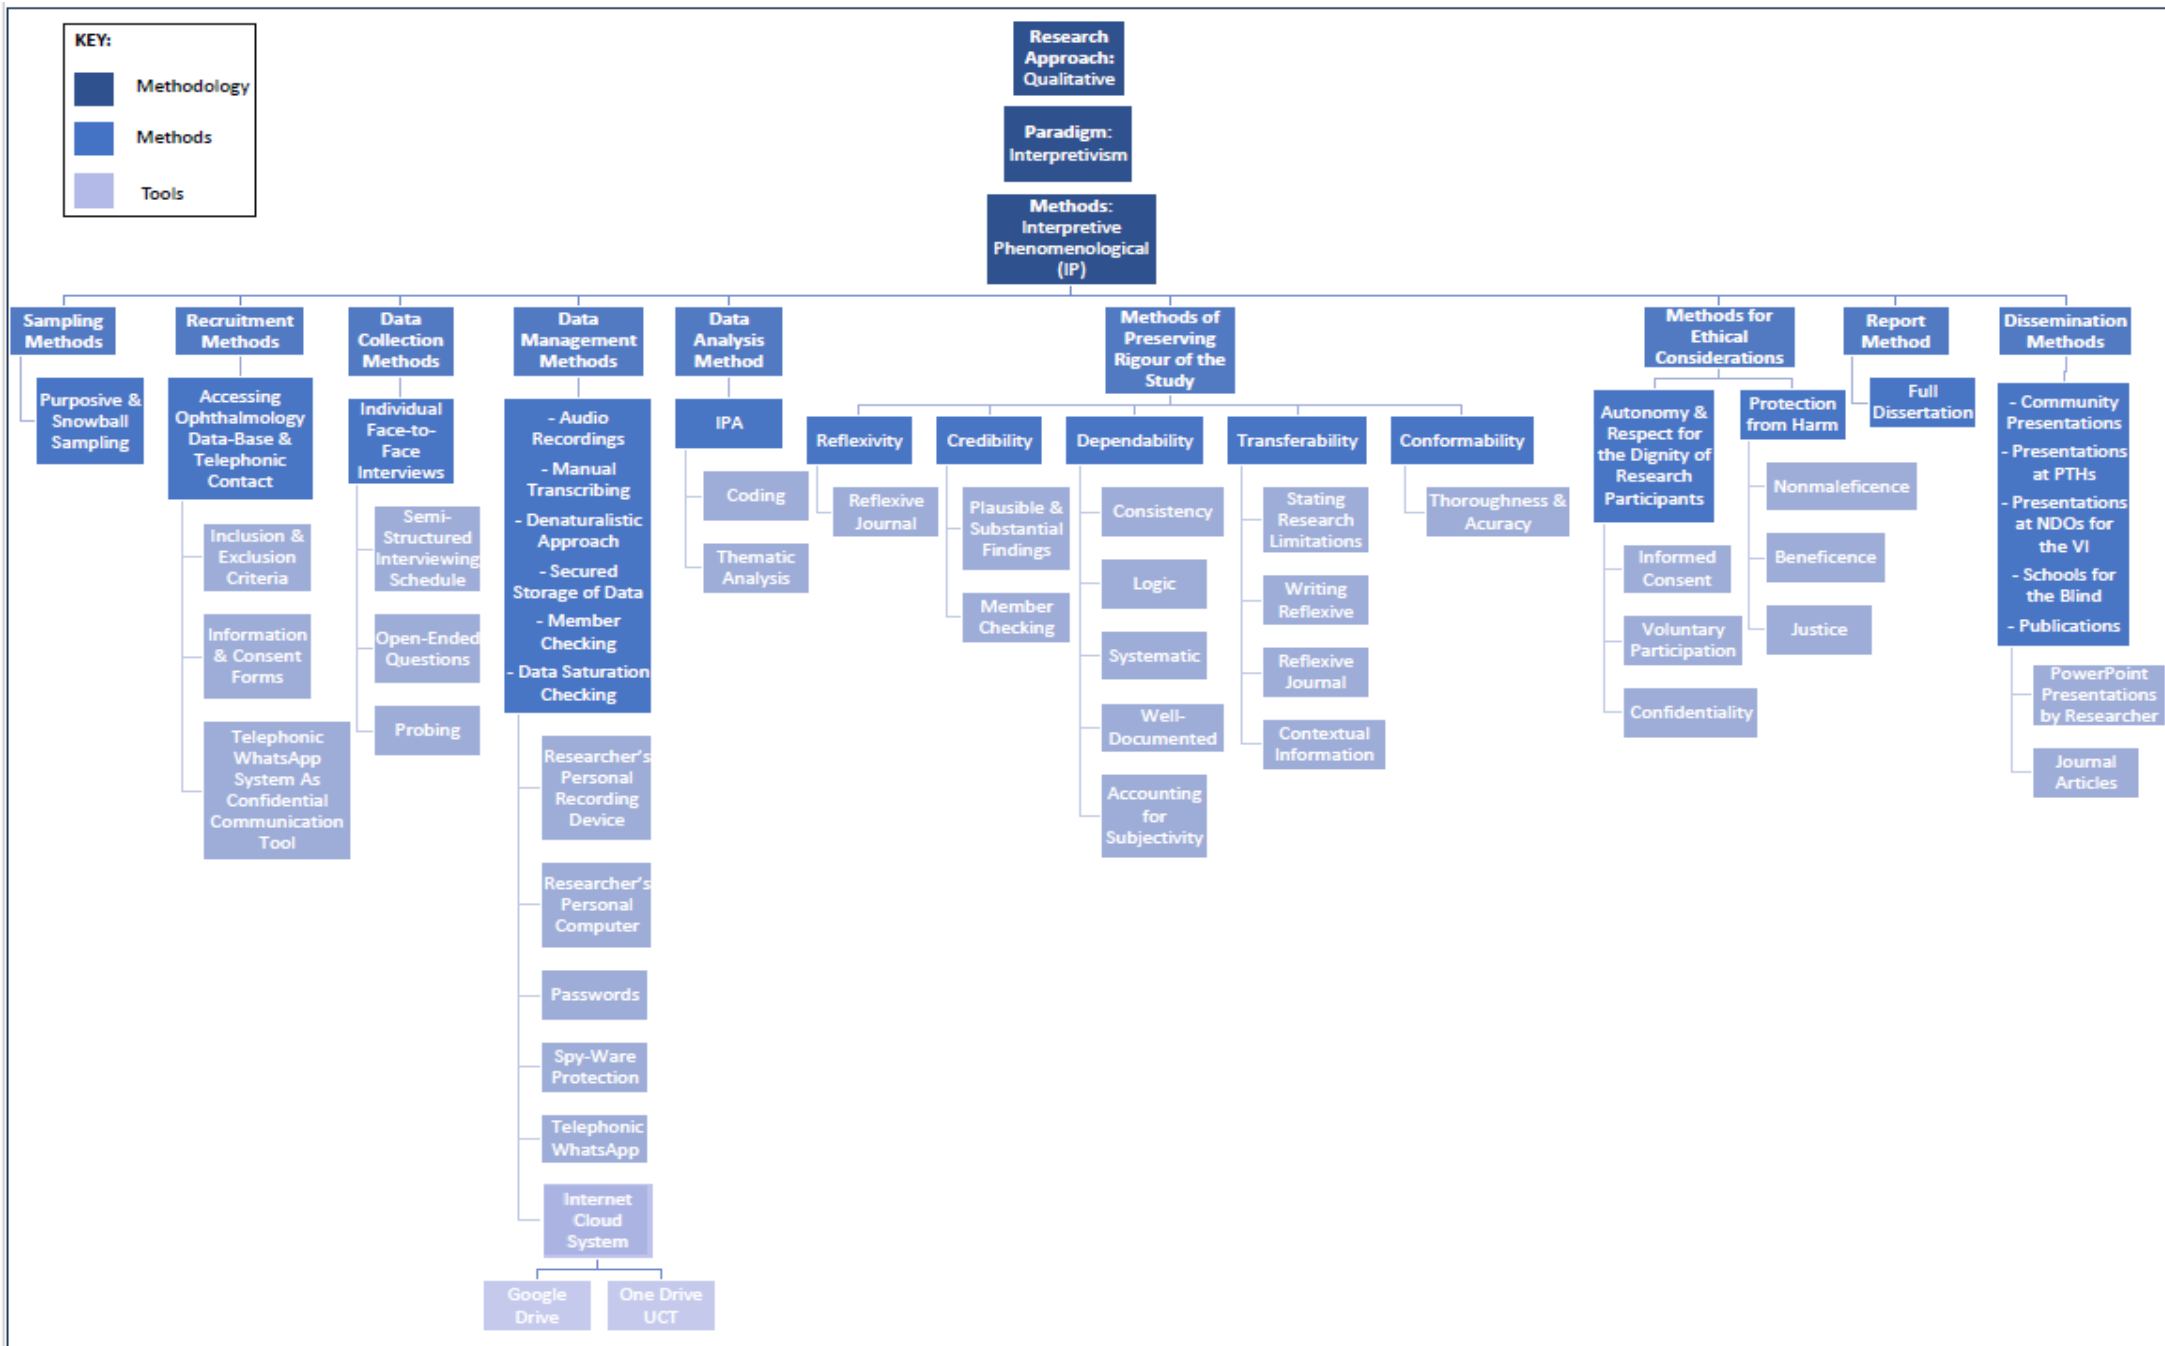 KEY:
Methodology
Methods
Tools
Research
Approach:
Qualitative
Paradigm:
Interpretivism
Methods:
Interpretive
Phenomenological
(IP)
Sampling
Methods
Purposive &
Snowball
Sampling
Recruitment
Methods
Accessing
Ophthalmology
Data-Base &
Telephonic
Contact
Inclusion &
Exclusion
Criteria
Information
& Consent
Forms
Telephonic
WhatsApp
System As
Confidential
Communication
Tool
Data
Collection
Methods
Individual
Face-to-
Face
Interviews
Semi-
Structured
Interviewing
Schedule
Open-Ended
Questions
Probing
Data
Management
Methods
- Audio
Recordings
- Manual
Transcribing
- Denaturalistic
Approach
- Secured
Storage of Data
- Member
Checking
- Data Saturation
Checking
Researcher's
Personal
Recording
Device
Researcher's
Personal
Computer
Passwords
Spy-Ware
Protection
Telephonic
WhatsApp
Internet
Cloud
System
Google
Drive
One Drive
UCT
Data
Analysis
Method
IPA
Coding
Thematic
Analysis
Methods of
Preserving
Rigour of the
Study
Reflexivity
Reflexive
Journal
Credibility
Plausible &
Substantial
Findings
Member
Checking
Dependability
Consistency
Logic
Systematic
Well-
Documented
Accounting
for
Subjectivity
Transferability
Stating
Research
Limitations
Writing
Reflexive
Reflexive
Journal
Contextual
Information
Conformability
Thoroughness &
Acuracy
Methods for
Ethical
Considerations
Autonomy &
Respect for
the Dignity of
Research
Participants
Informed
Consent
Voluntary
Participation
Confidentiality
Protection
from Harm
Nonmaleficence
Beneficence
Justice
Report
Method
Full
Dissertation
Dissemination
Methods
- Community
Presentations
- Presentations
at PTHs
- Presentations
at NDOs for
the VI
- Schools for
the Blind
- Publications
PowerPoint
Presentations
by Researcher
Journal
Articles